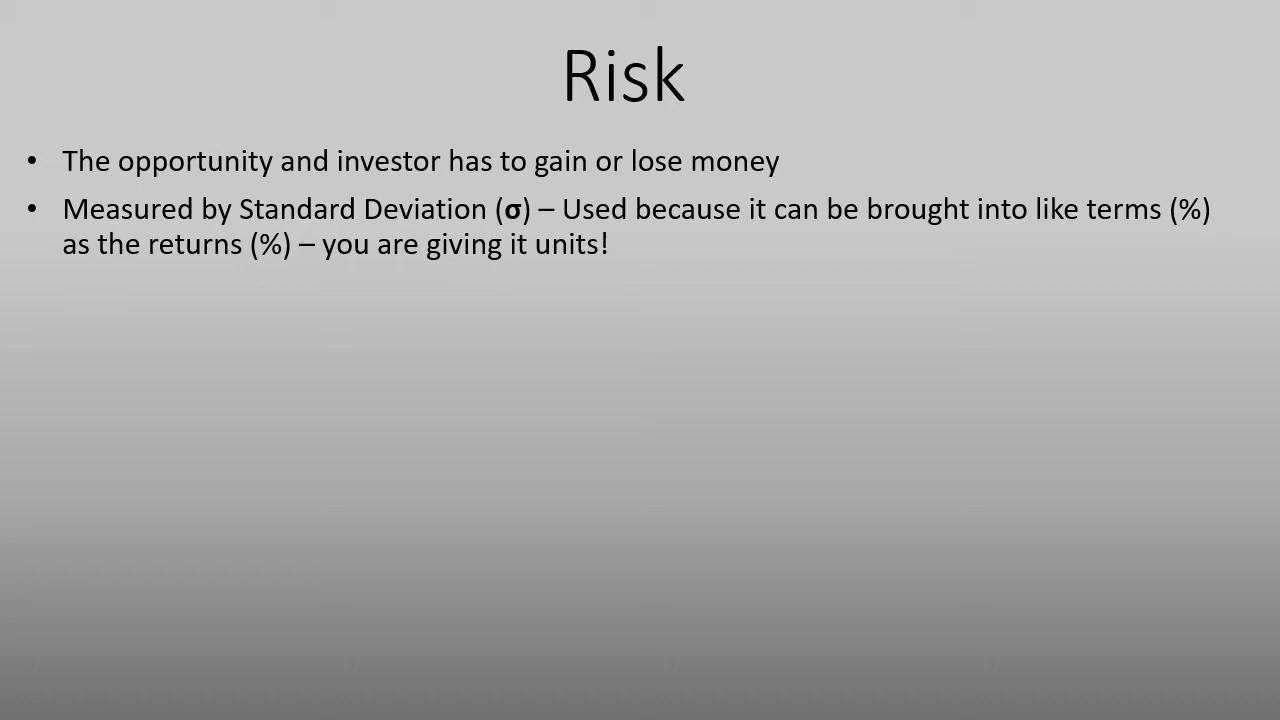 Risk
• The opportunity and investor has to gain or lose money
• Measured by Standard Deviation (σ) – Used because it can be brought into like terms (%)
as the returns (%) – you are giving it units!